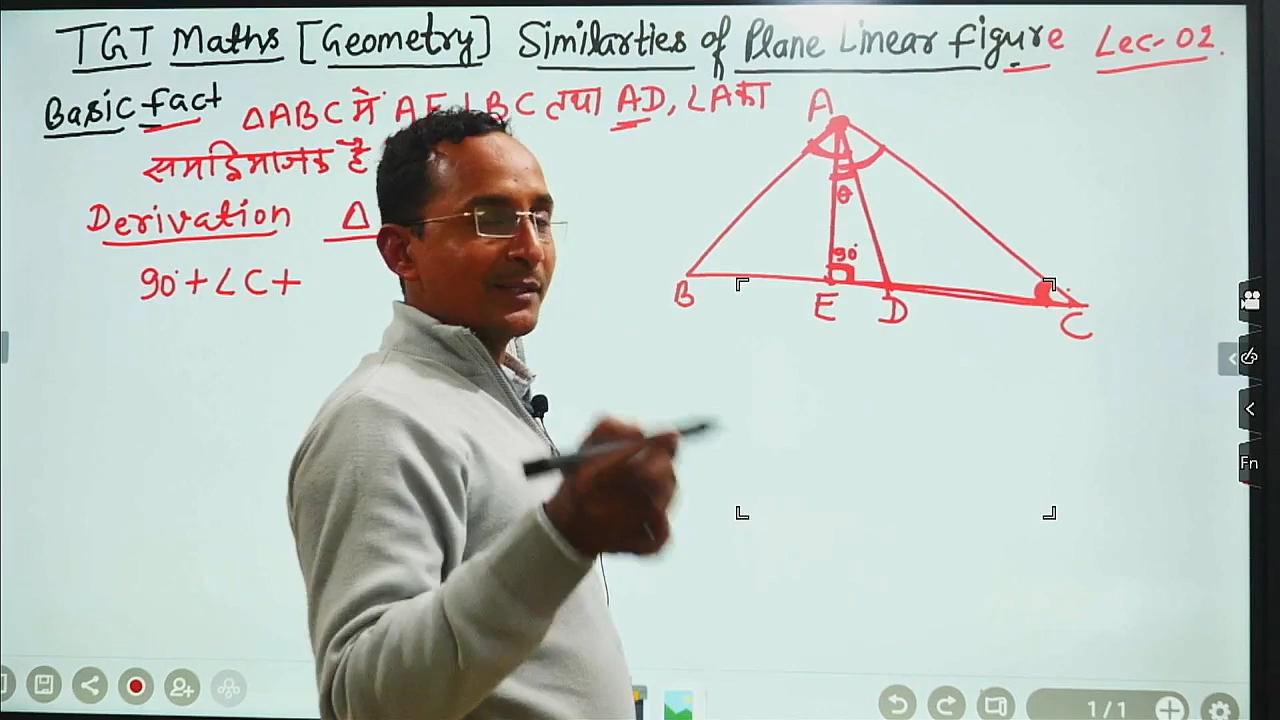 TGT Maths [Geometry] Similarties of Plane Linear figure Lec-02.
Basic fact
ΔABC में AE ⊥ BC तथा AD, ∠A का
समद्विभाजक है
Derivation Δ
90°+∠C+
A
θ
90°
B E D C
Fn
1/1